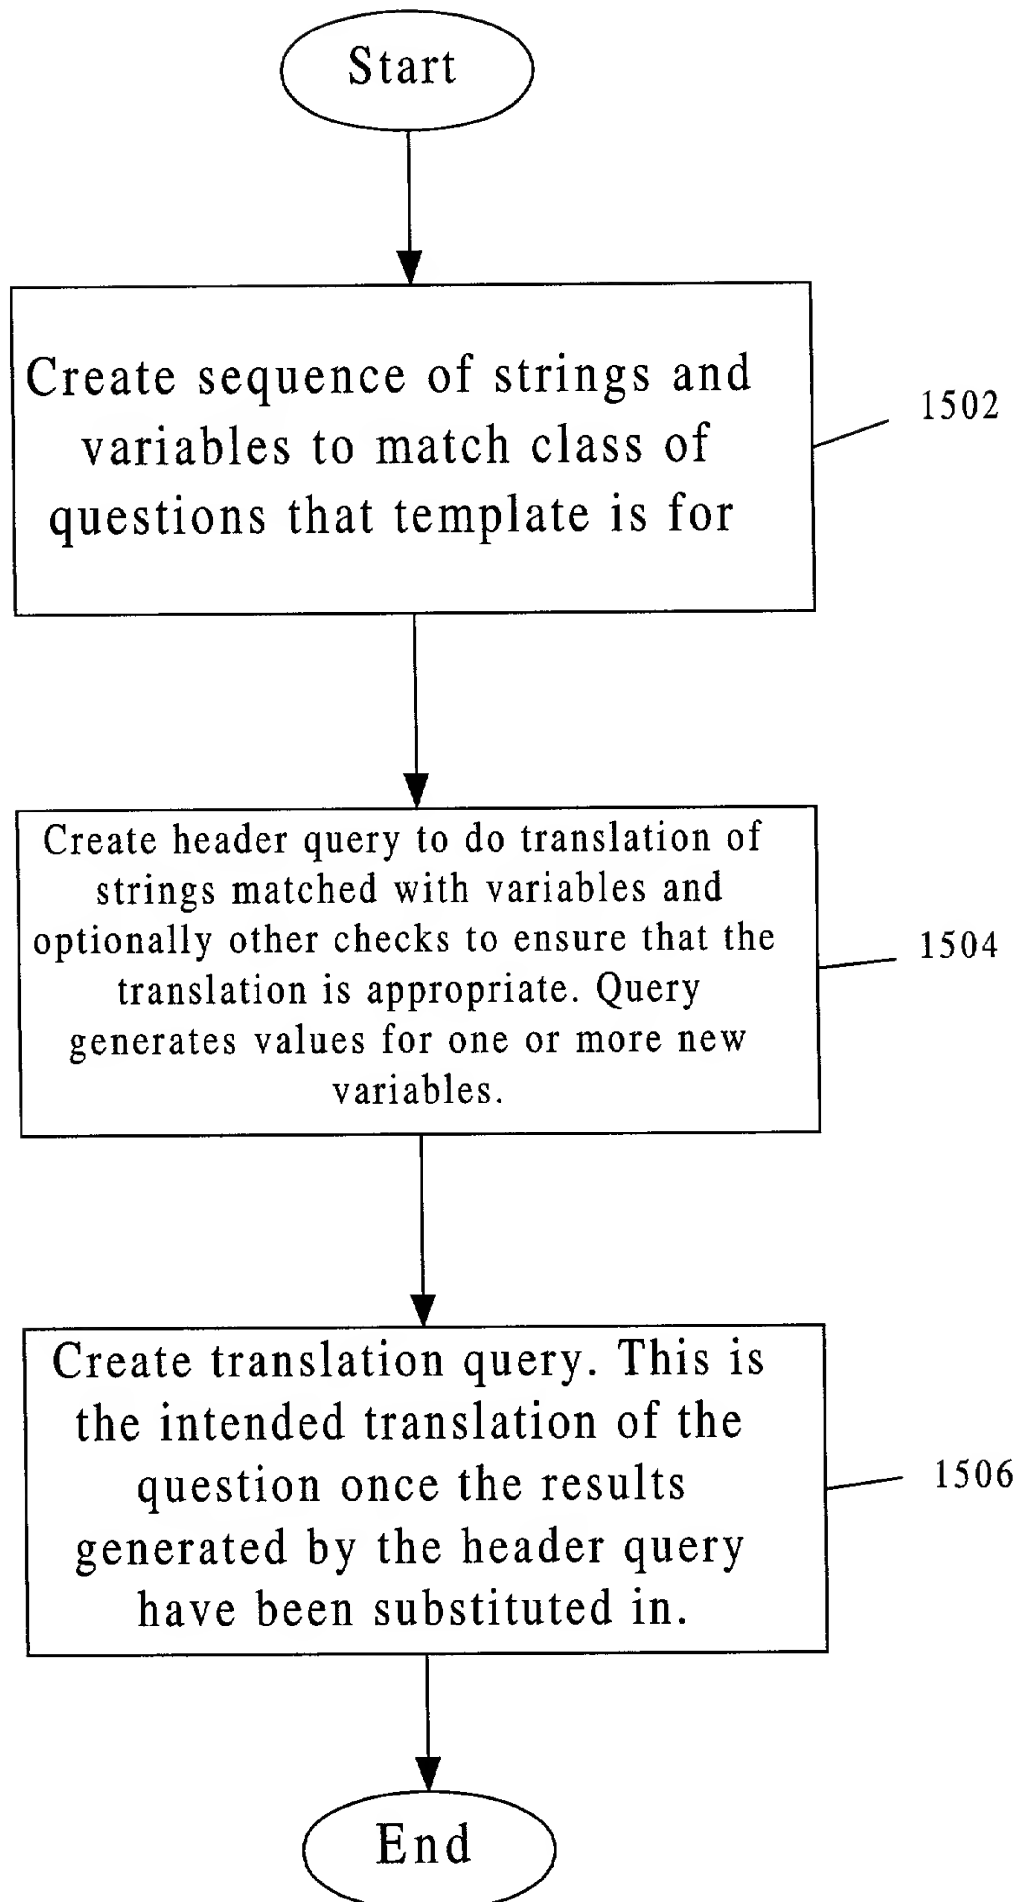 Start
Create sequence of strings and
variables to match class of
questions that template is for
1502
Create header query to do translation of
strings matched with variables and
optionally other checks to ensure that the
translation is appropriate. Query
generates values for one or more new
variables.
1504
Create translation query. This is
the intended translation of the
question once the results
generated by the header query
have been substituted in.
1506
End